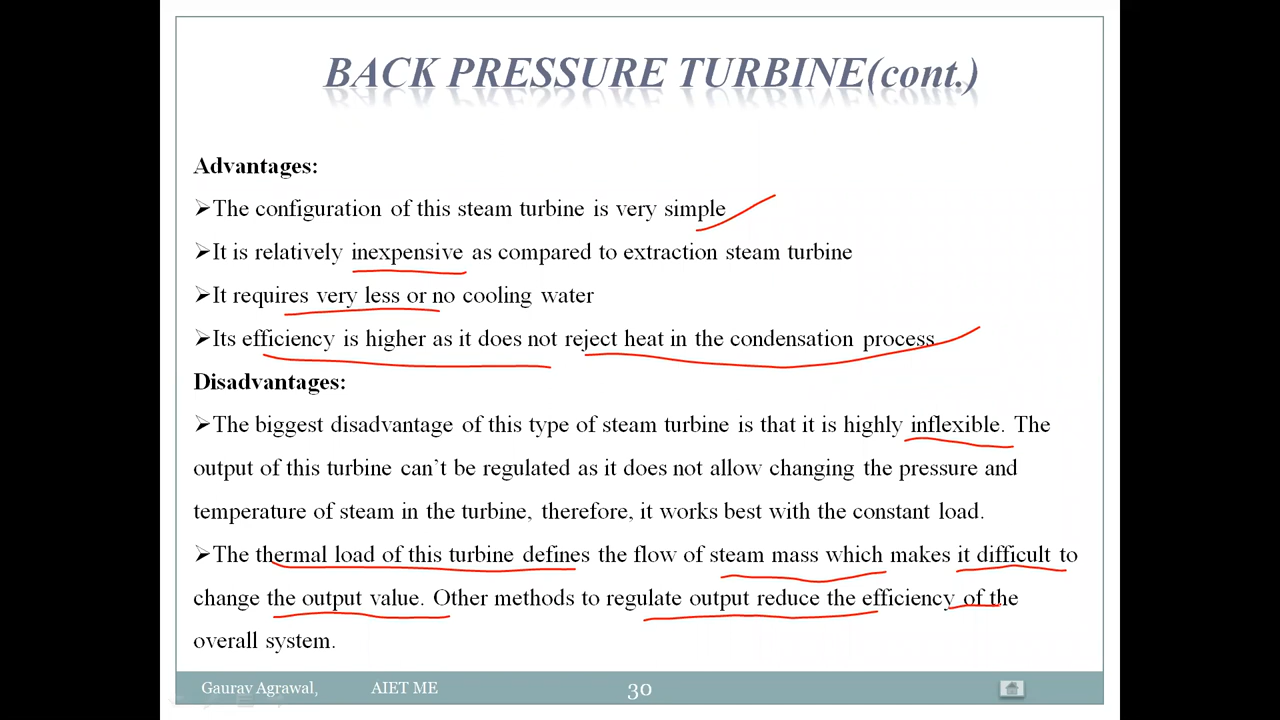 BACK PRESSURE TURBINE(cont.)
Advantages:
➢The configuration of this steam turbine is very simple
➢It is relatively inexpensive as compared to extraction steam turbine
➢It requires very less or no cooling water
➢Its efficiency is higher as it does not reject heat in the condensation process.
Disadvantages:
➢The biggest disadvantage of this type of steam turbine is that it is highly inflexible. The
output of this turbine can’t be regulated as it does not allow changing the pressure and
temperature of steam in the turbine, therefore, it works best with the constant load.
➢The thermal load of this turbine defines the flow of steam mass which makes it difficult to
change the output value. Other methods to regulate output reduce the efficiency of the
overall system.
Gaurav Agrawal, AIET ME 30